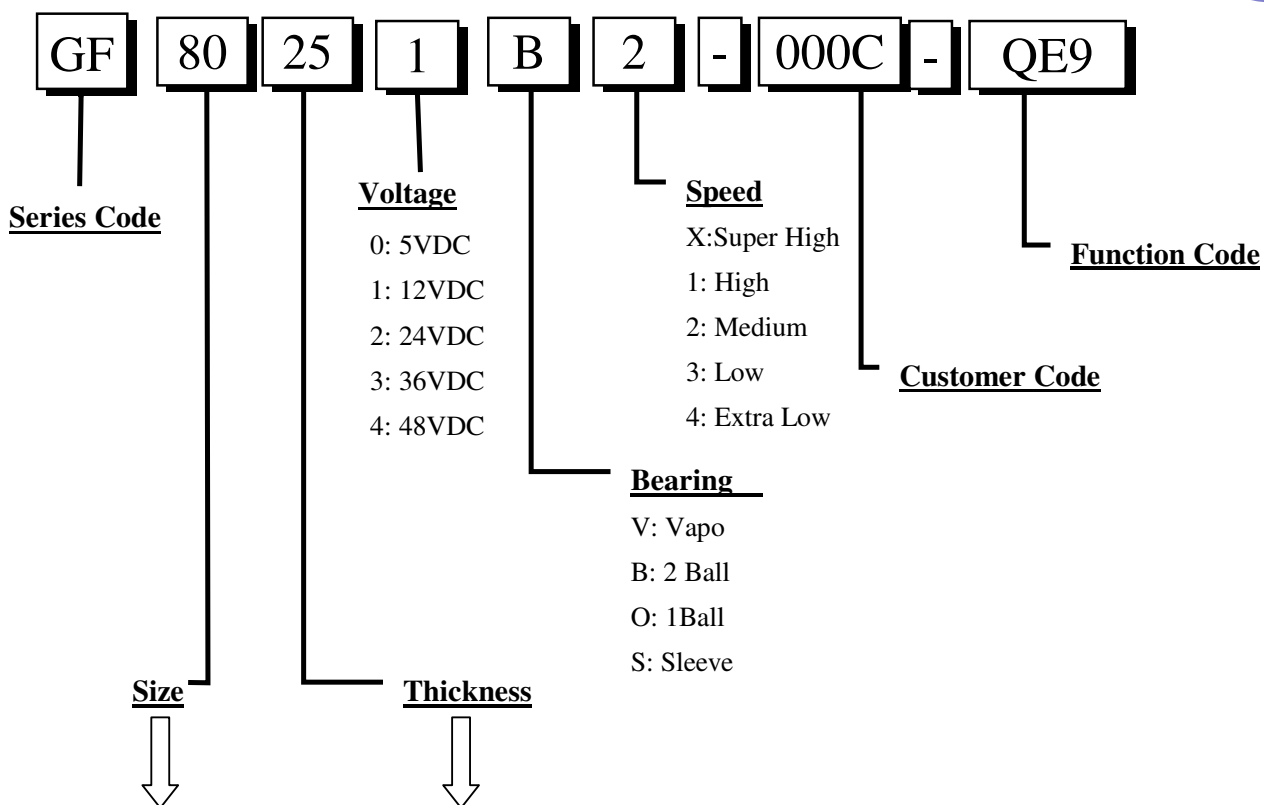 GF 80 25 1 B 2 - 000C - QE9
Series Code
Voltage
0: 5VDC
1: 12VDC
2: 24VDC
3: 36VDC
4: 48VDC
Speed
X:Super High
1: High
2: Medium
3: Low
4: Extra Low
Function Code
Customer Code
Bearing
V: Vapo
B: 2 Ball
O: 1Ball
S: Sleeve
Size
Thickness